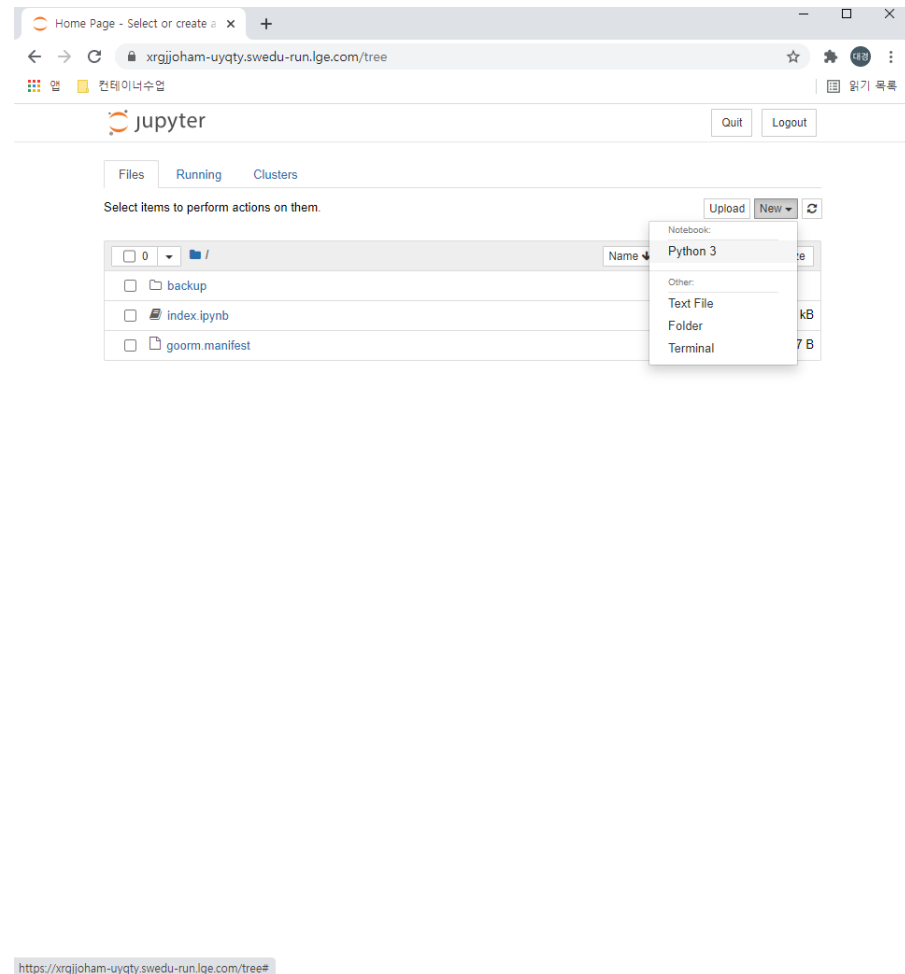 Home Page - Select or create a
xrgjjoham-uyqty.swedu-run.lge.com/tree
대경
앱 컨테이너수업 읽기 목록
jupyter Quit Logout
Files Running Clusters
Select items to perform actions on them. Upload New
Notebook:
0 / Name Python 3 ze
backup Other:
index.ipynb Text File kB
Folder
goorm.manifest Terminal 7 B
https://xrgjjoham-uyqty.swedu-run.lge.com/tree#